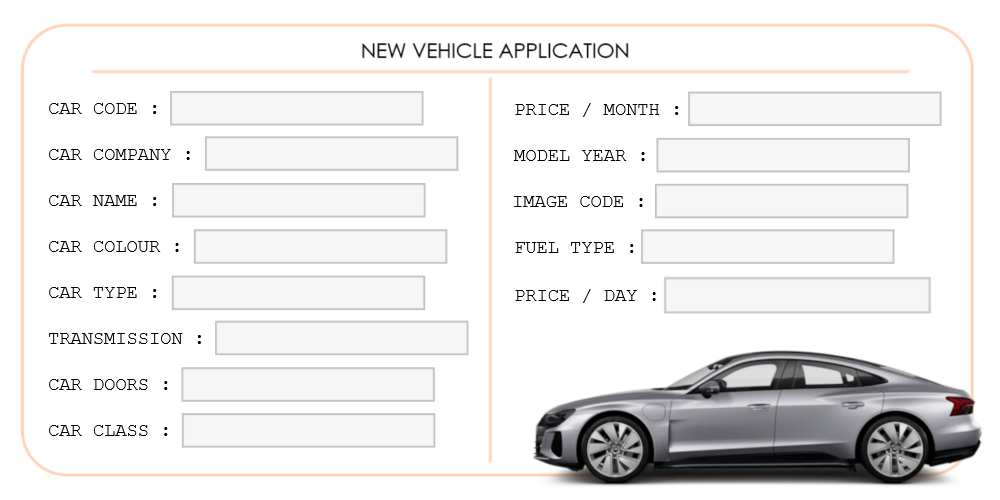 NEW VEHICLE APPLICATION
CAR CODE :
CAR COMPANY :
CAR NAME :
CAR COLOUR :
CAR TYPE :
TRANSMISSION :
CAR DOORS :
CAR CLASS :
PRICE / MONTH :
MODEL YEAR :
IMAGE CODE :
FUEL TYPE :
PRICE / DAY :